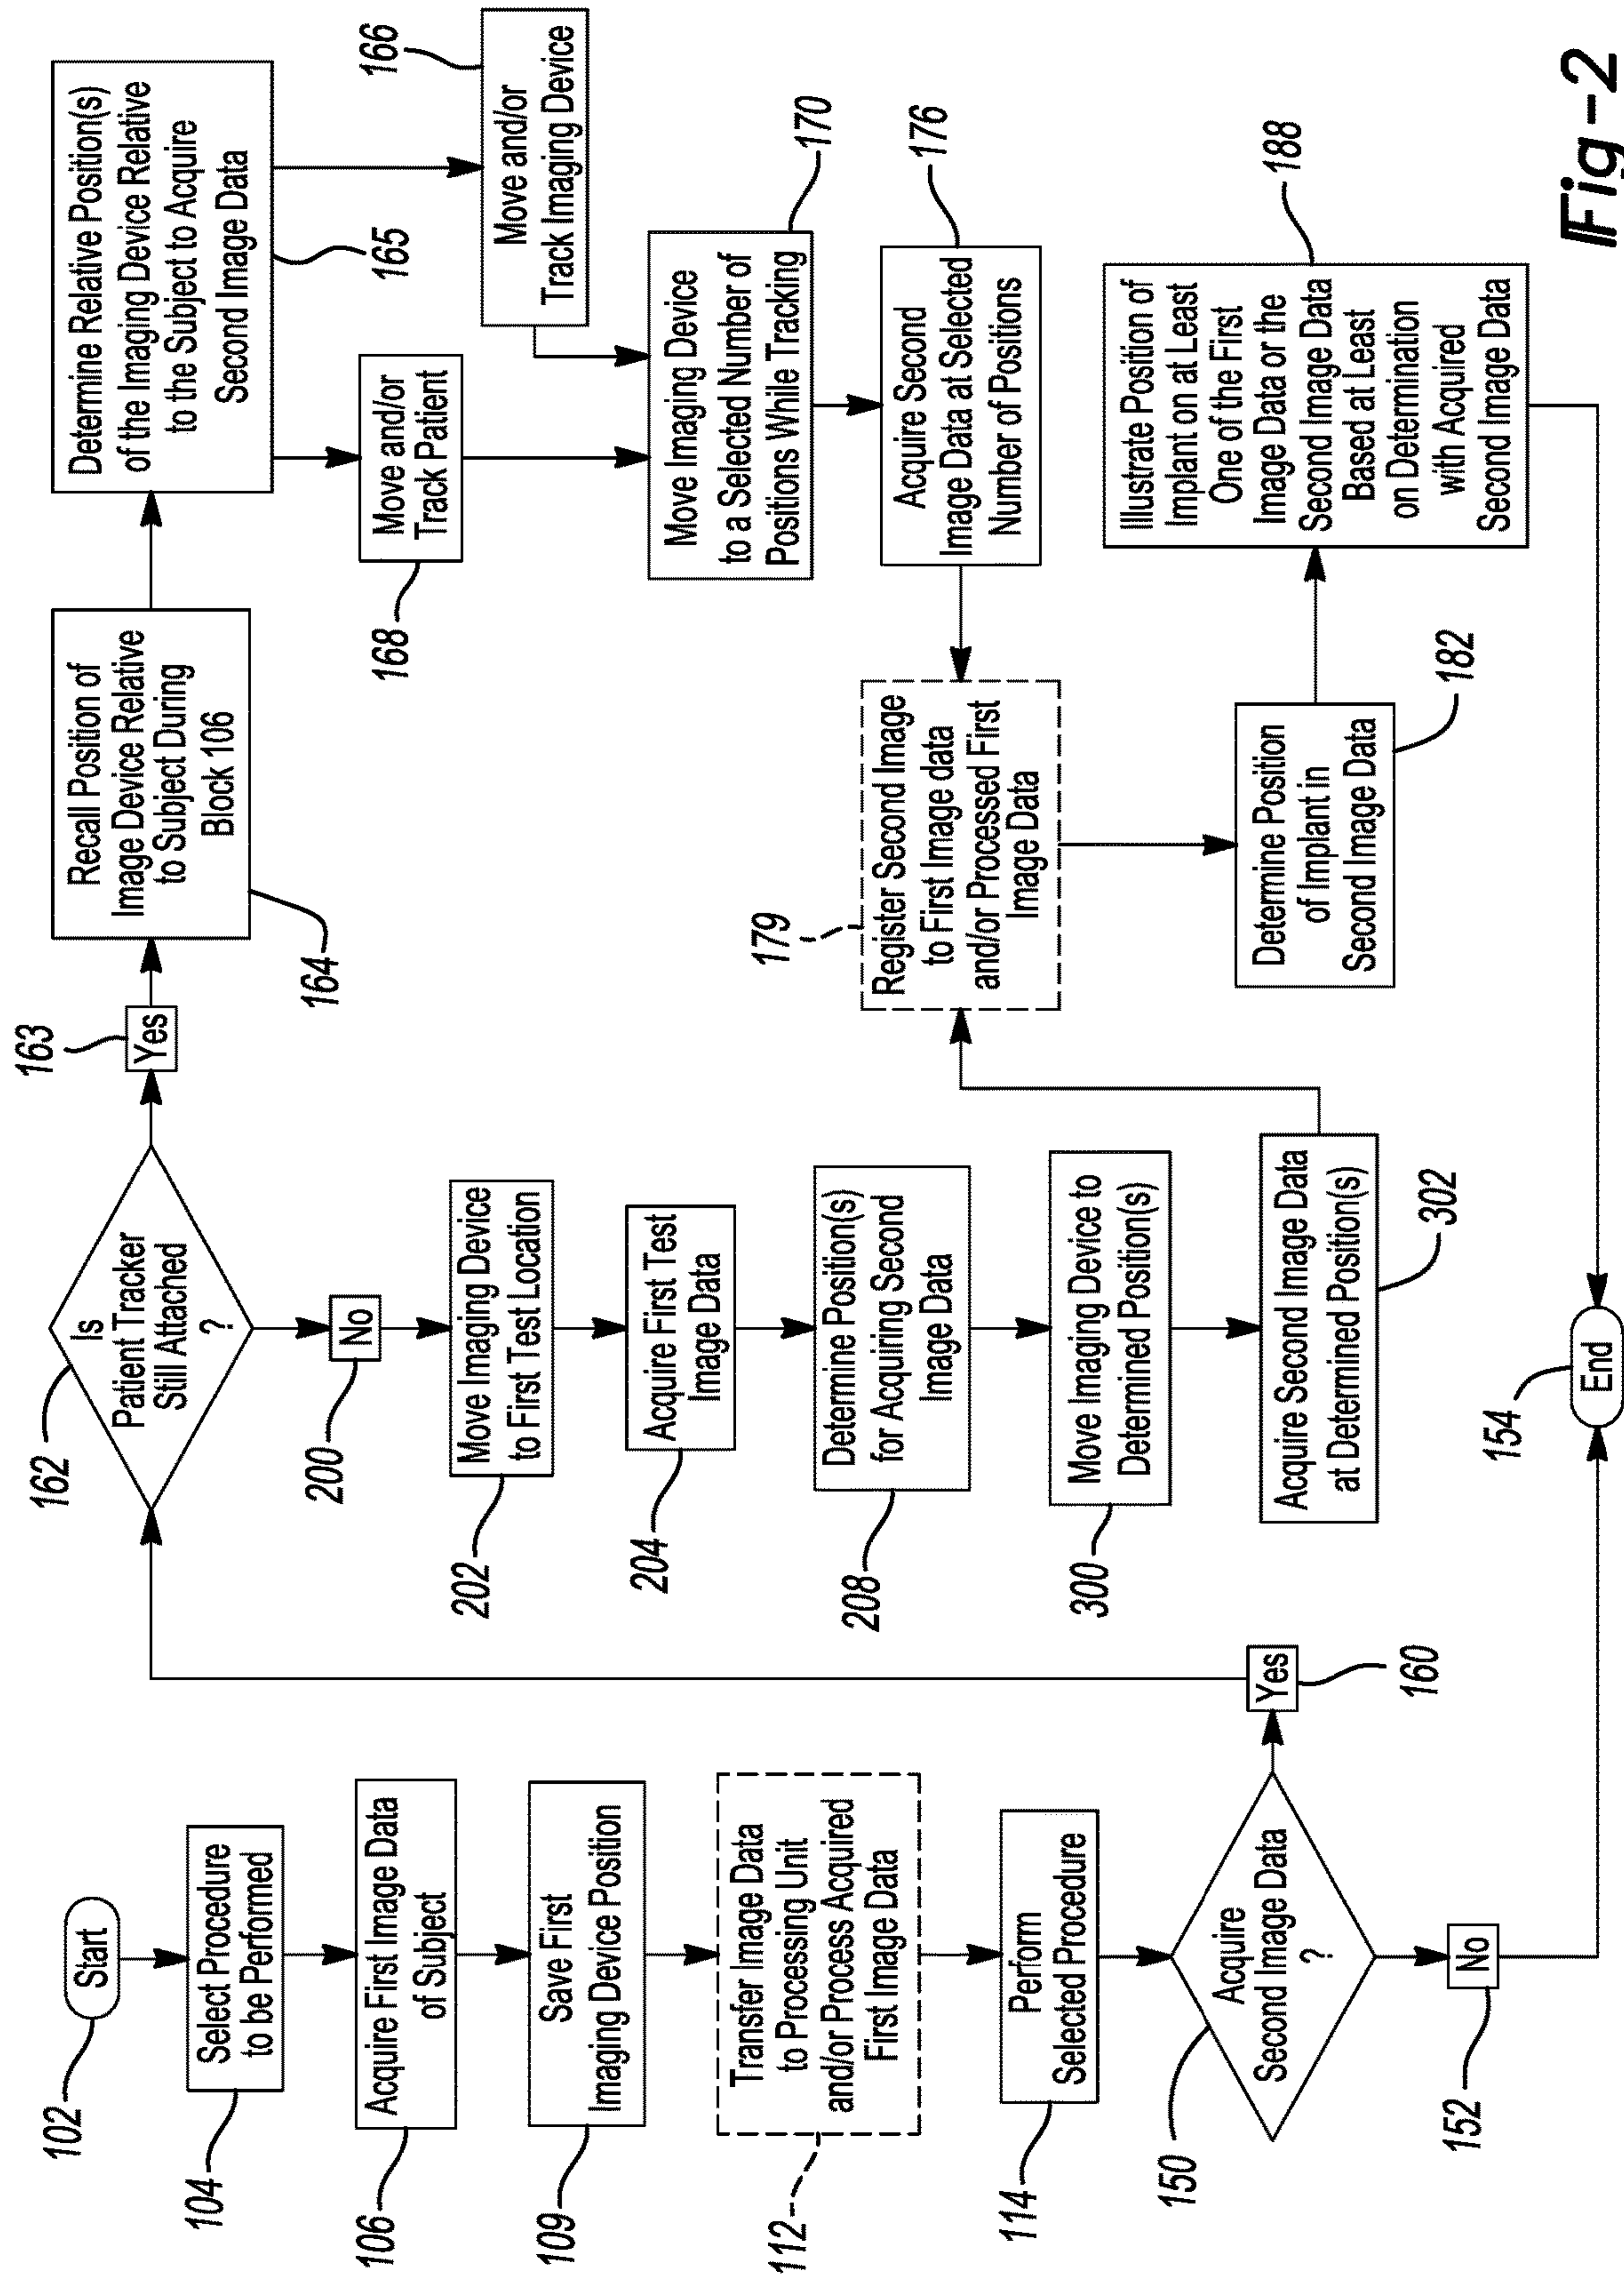 102
Start
104
Select Procedure
to be Performed
106
Acquire First Image Data
of Subject
109
Save First
Imaging Device Position
112
Transfer Image Data
to Processing Unit
and/or Process Acquired
First Image Data
114
Perform
Selected Procedure
150
Acquire
Second Image Data
?
152
No
160
Yes
154
End
162
Is
Patient Tracker
Still Attached
?
200
No
202
Move Imaging Device
to First Test Location
204
Acquire First Test
Image Data
208
Determine Position(s)
for Acquiring Second
Image Data
300
Move Imaging Device to
Determined Position(s)
302
Acquire Second Image Data
at Determined Position(s)
163
Yes
164
Recall Position of
Image Device Relative
to Subject During
Block 106
165
Determine Relative Position(s)
of the Imaging Device Relative
to the Subject to Acquire
Second Image Data
168
Move and/or
Track Patient
166
Move and/or
Track Imaging Device
170
Move Imaging Device
to a Selected Number of
Positions While Tracking
176
Acquire Second
Image Data at Selected
Number of Positions
179
Register Second Image
to First Image data
and/or Processed First
Image Data
182
Determine Position
of Implant in
Second Image Data
188
Illustrate Position of
Implant on at Least
One of the First
Image Data or the
Second Image Data
Based at Least
on Determination
with Acquired
Second Image Data
Fig-2